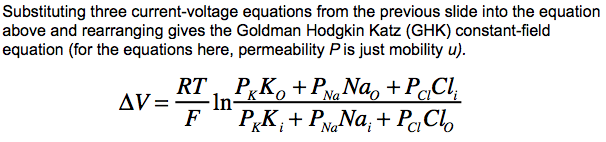 Substituting three current-voltage equations from the previous slide into the equation
above and rearranging gives the Goldman Hodgkin Katz (GHK) constant-field
equation (for the equations here, permeability P is just mobility u).
ΔV = RT/F ln (P_K K_o + P_Na Na_o + P_Cl Cl_i)/(P_K K_i + P_Na Na_i + P_Cl Cl_o)